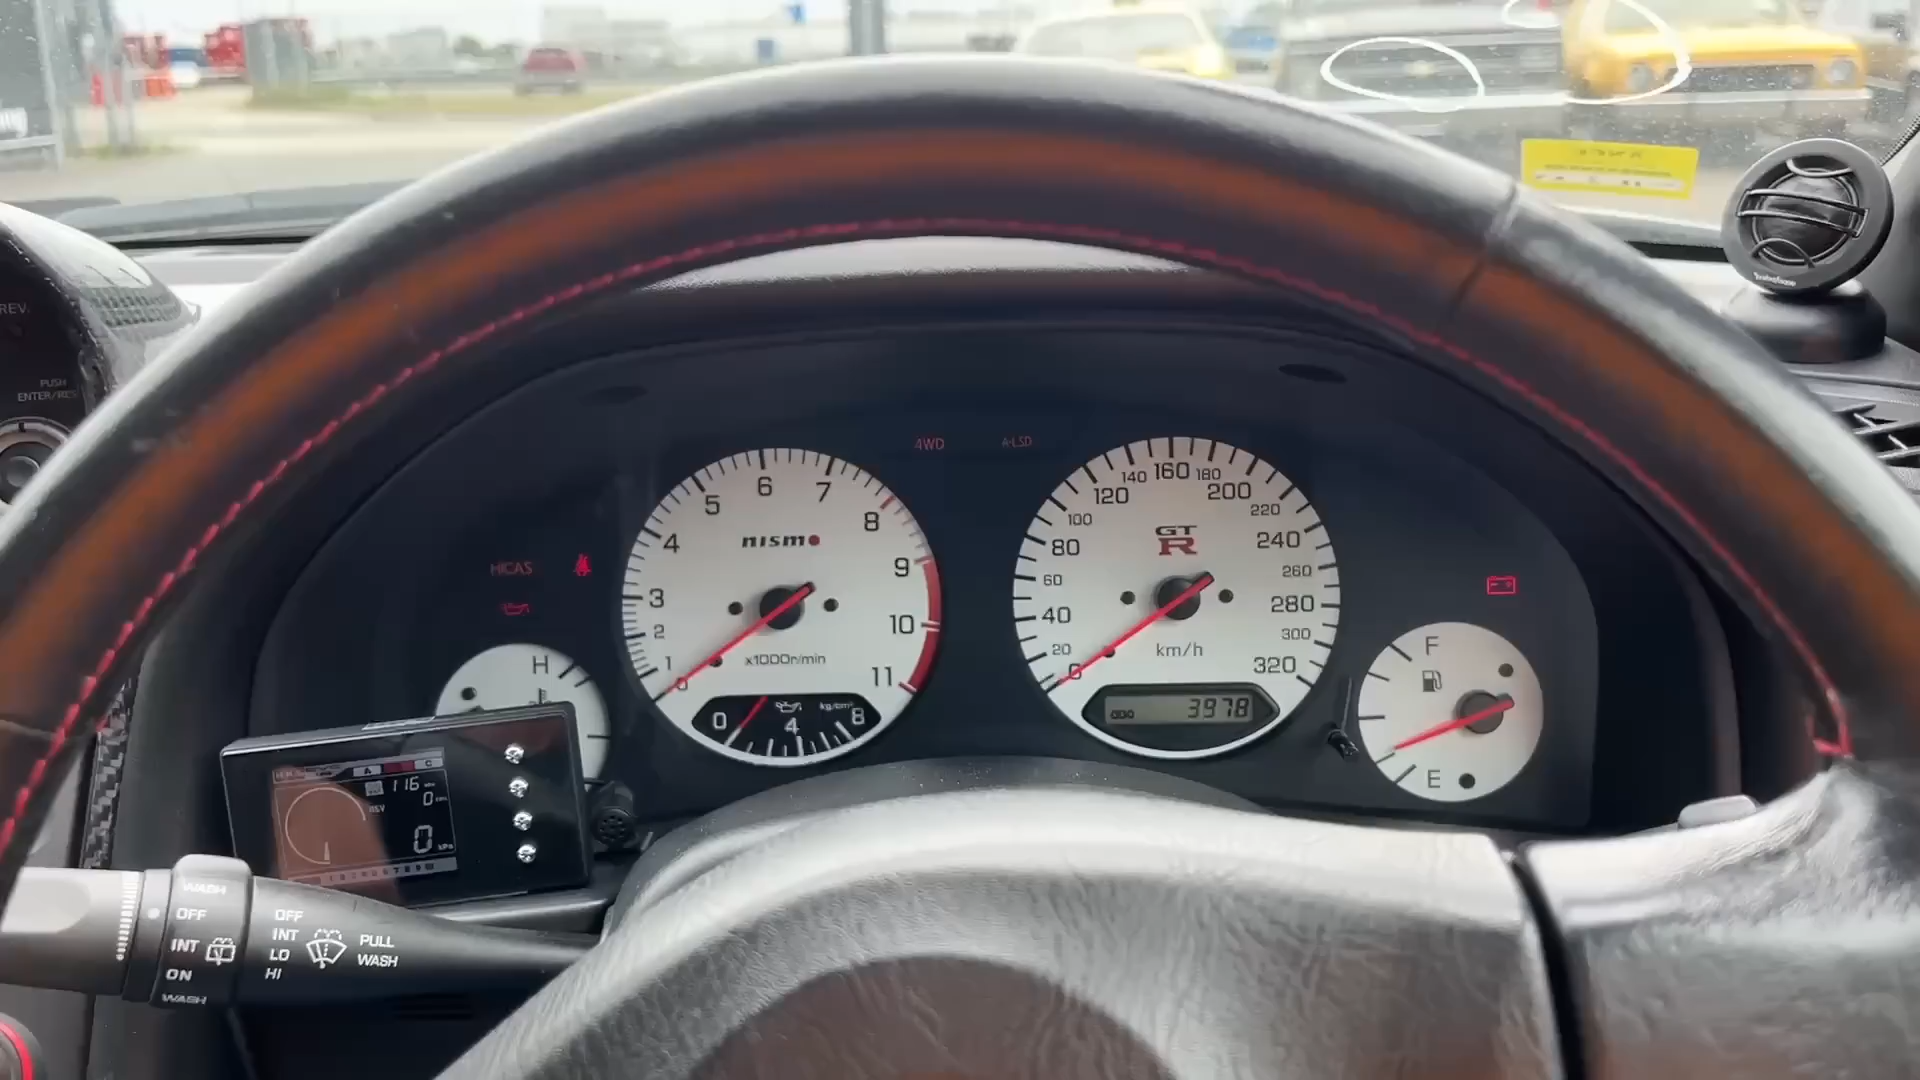 REV.
PUSH
ENTER/RES
4WD
A-LSD
HICAS
H
0
1
2
3
4
5
6
7
8
9
10
11
nismo
x1000r/min
0
4
8
kg/cm²
0
20
40
60
80
100
120
140
160
180
200
220
240
260
280
300
320
GT
R
km/h
ODO 3978
F
E
A
C
116
0
0
kPa
WASH
OFF
INT
ON
WASH
OFF
INT
LO
HI
PULL
WASH